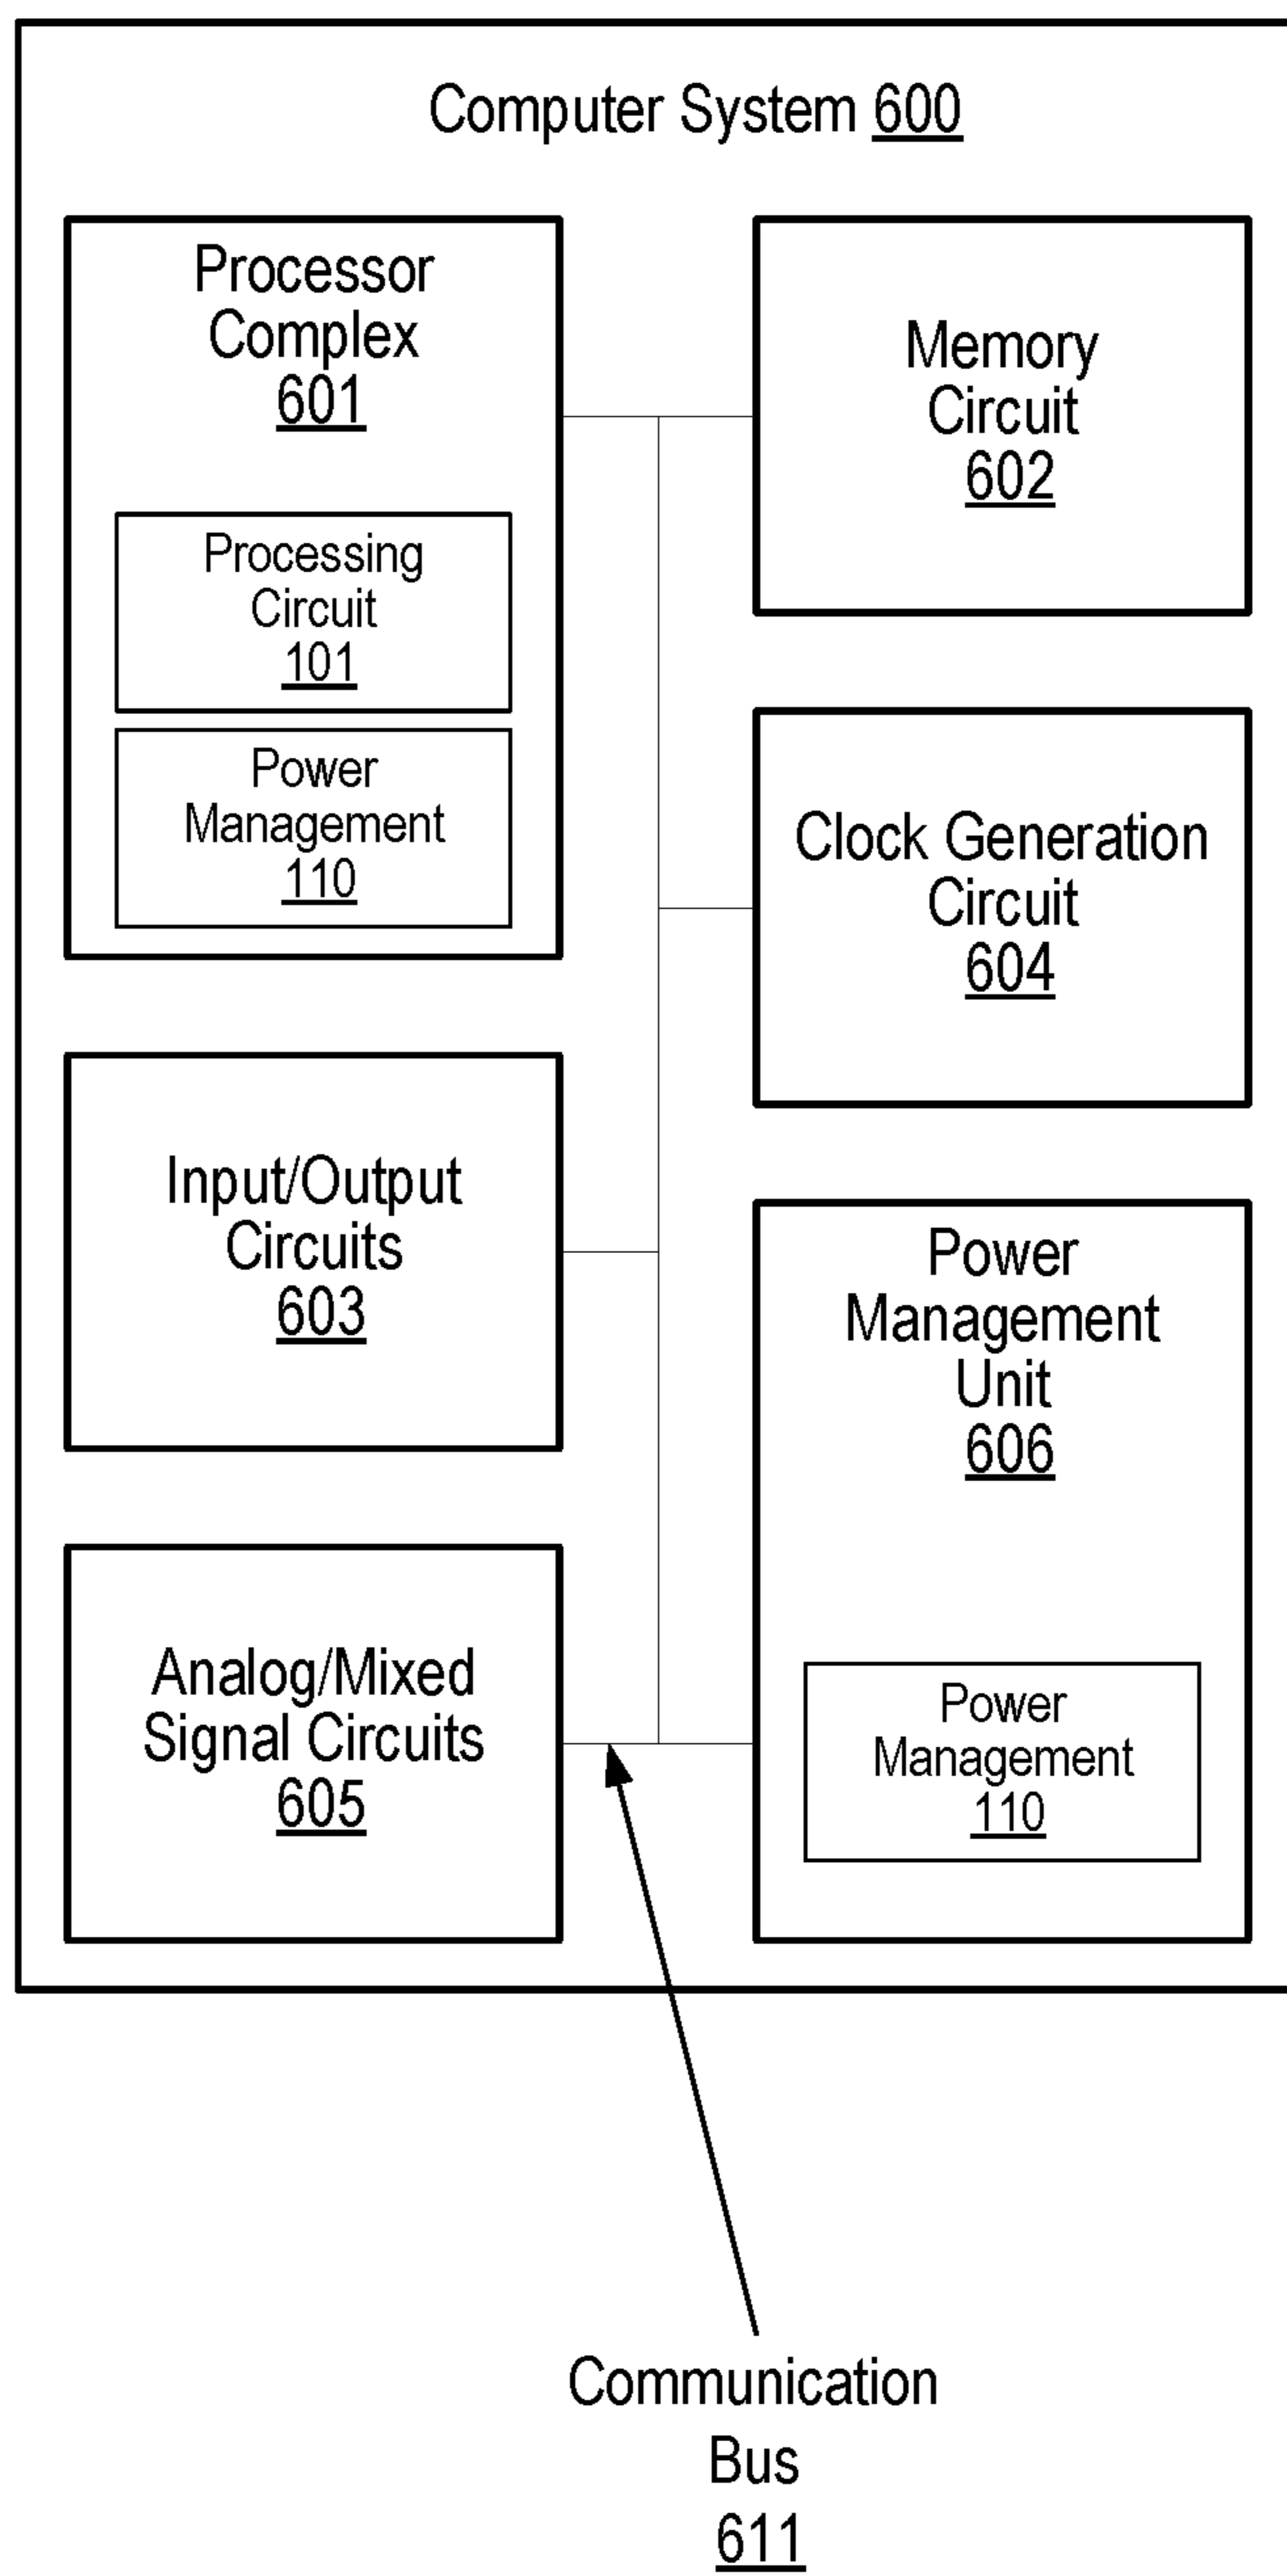 Computer System 600
Processor
Complex
601
Processing
Circuit
101
Power
Management
110
Memory
Circuit
602
Clock Generation
Circuit
604
Input/Output
Circuits
603
Power
Management
Unit
606
Power
Management
110
Analog/Mixed
Signal Circuits
605
Communication
Bus
611